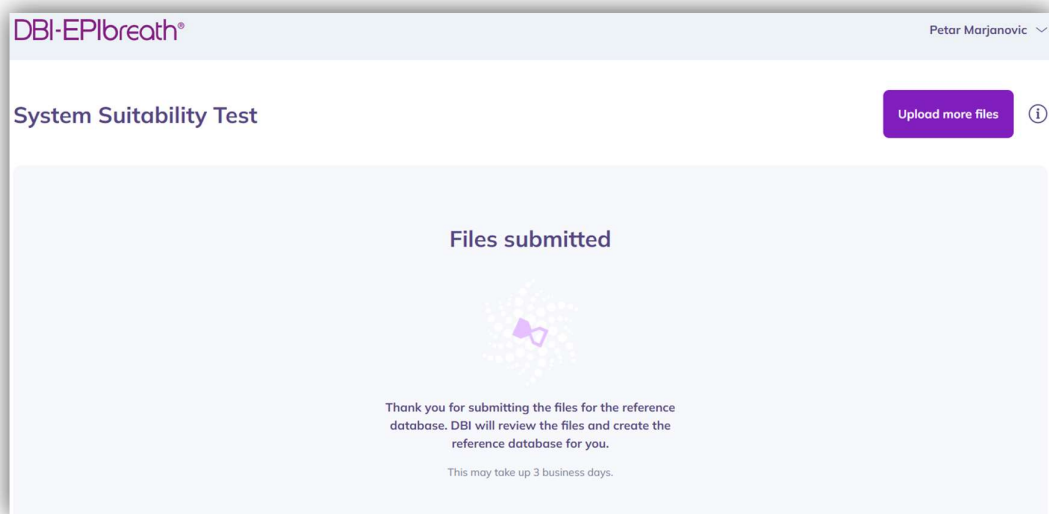 DBI-EPIbreath®
Petar Marjanovic
System Suitability Test
Upload more files
Files submitted
Thank you for submitting the files for the reference
database. DBI will review the files and create the
reference database for you.
This may take up 3 business days.